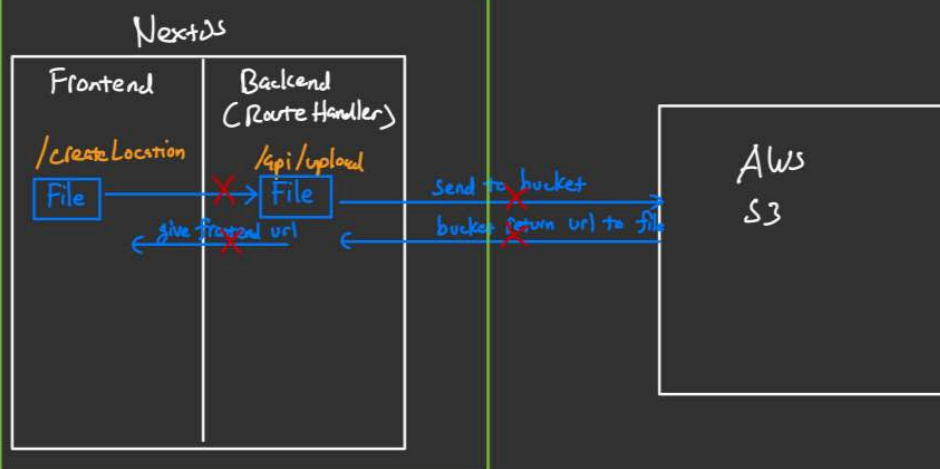 NextJS
Frontend
Backend
(Route Handler)
/createLocation
/api/upload
File
File
send to bucket
give frontend url
bucket return url to file
AWS
S3